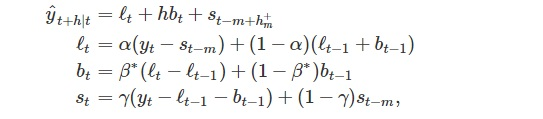 ŷ_{t+h|t} = ℓ_t + hb_t + s_{t−m+h_m^+}
ℓ_t = α(y_t − s_{t−m}) + (1 − α)(ℓ_{t−1} + b_{t−1})
b_t = β*(ℓ_t − ℓ_{t−1}) + (1 − β*)b_{t−1}
s_t = γ(y_t − ℓ_{t−1} − b_{t−1}) + (1 − γ)s_{t−m},